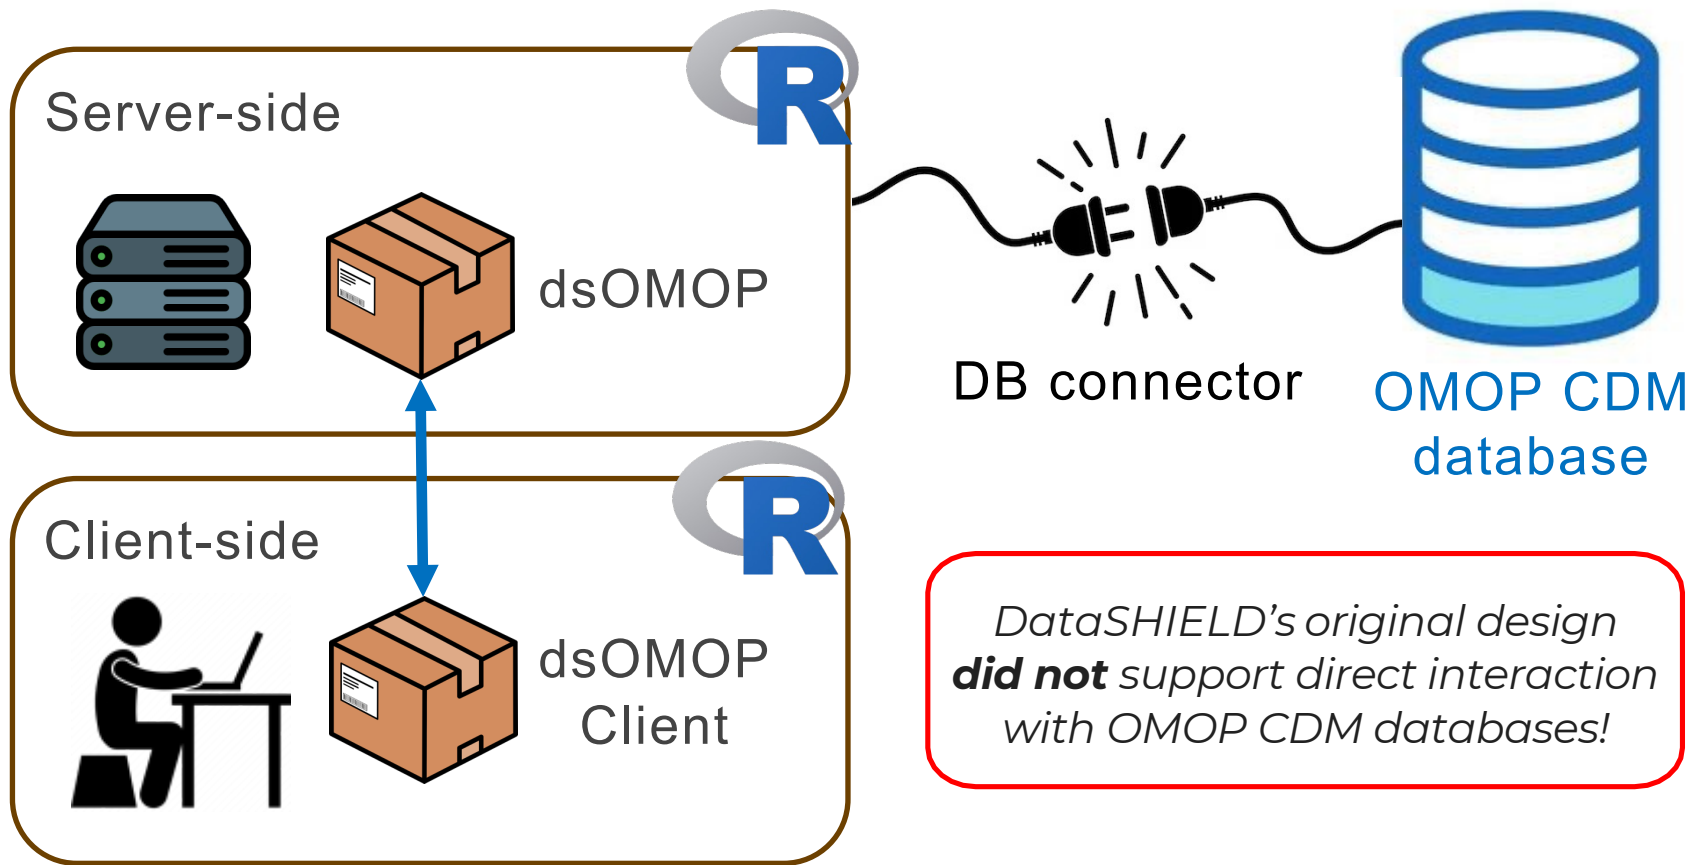 Server-side
R
dsOMOP
DB connector
OMOP CDM
database
Client-side
R
dsOMOP
Client
DataSHIELD’s original design
did not support direct interaction
with OMOP CDM databases!